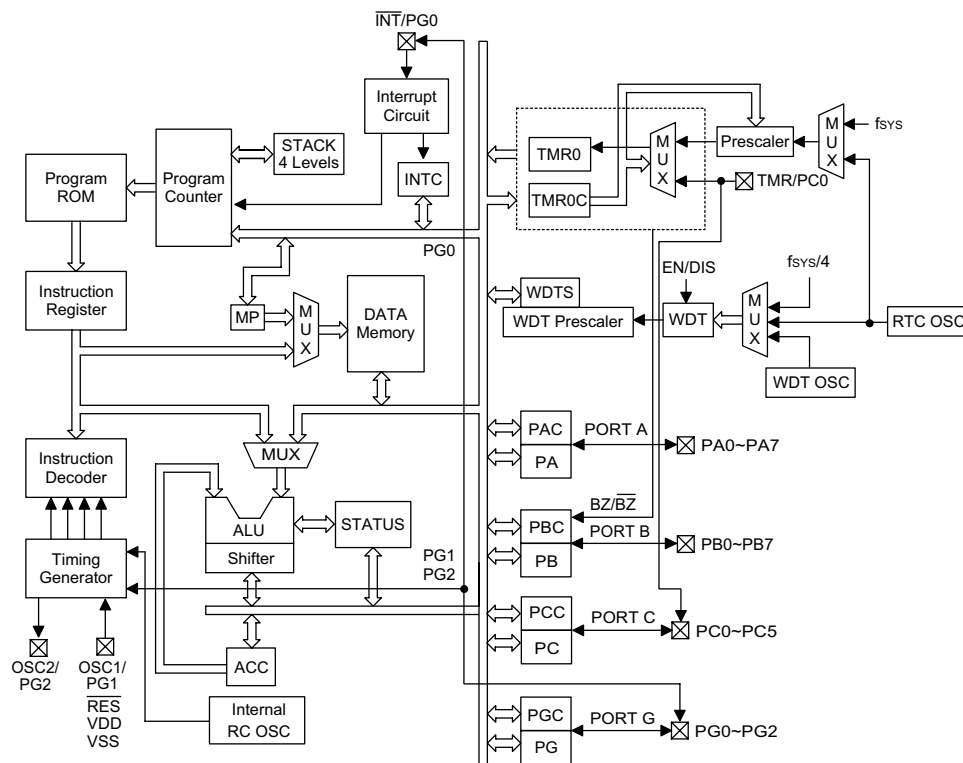 INT/PG0
Interrupt
Circuit
STACK
4 Levels
INTC
Program
ROM
Program
Counter
PG0
Instruction
Register
MP
M
U
X
DATA
Memory
MUX
Instruction
Decoder
ALU
Shifter
STATUS
Timing
Generator
PG1
PG2
OSC2/
PG2
OSC1/
PG1
RES
VDD
VSS
ACC
Internal
RC OSC
TMR0
TMR0C
M
U
X
Prescaler
M
U
X
fSYS
TMR/PC0
EN/DIS
fSYS/4
WDTS
WDT Prescaler
WDT
M
U
X
RTC OSC
WDT OSC
PAC
PA
PORT A
PA0~PA7
BZ/BZ
PBC
PB
PORT B
PB0~PB7
PCC
PC
PORT C
PC0~PC5
PGC
PG
PORT G
PG0~PG2